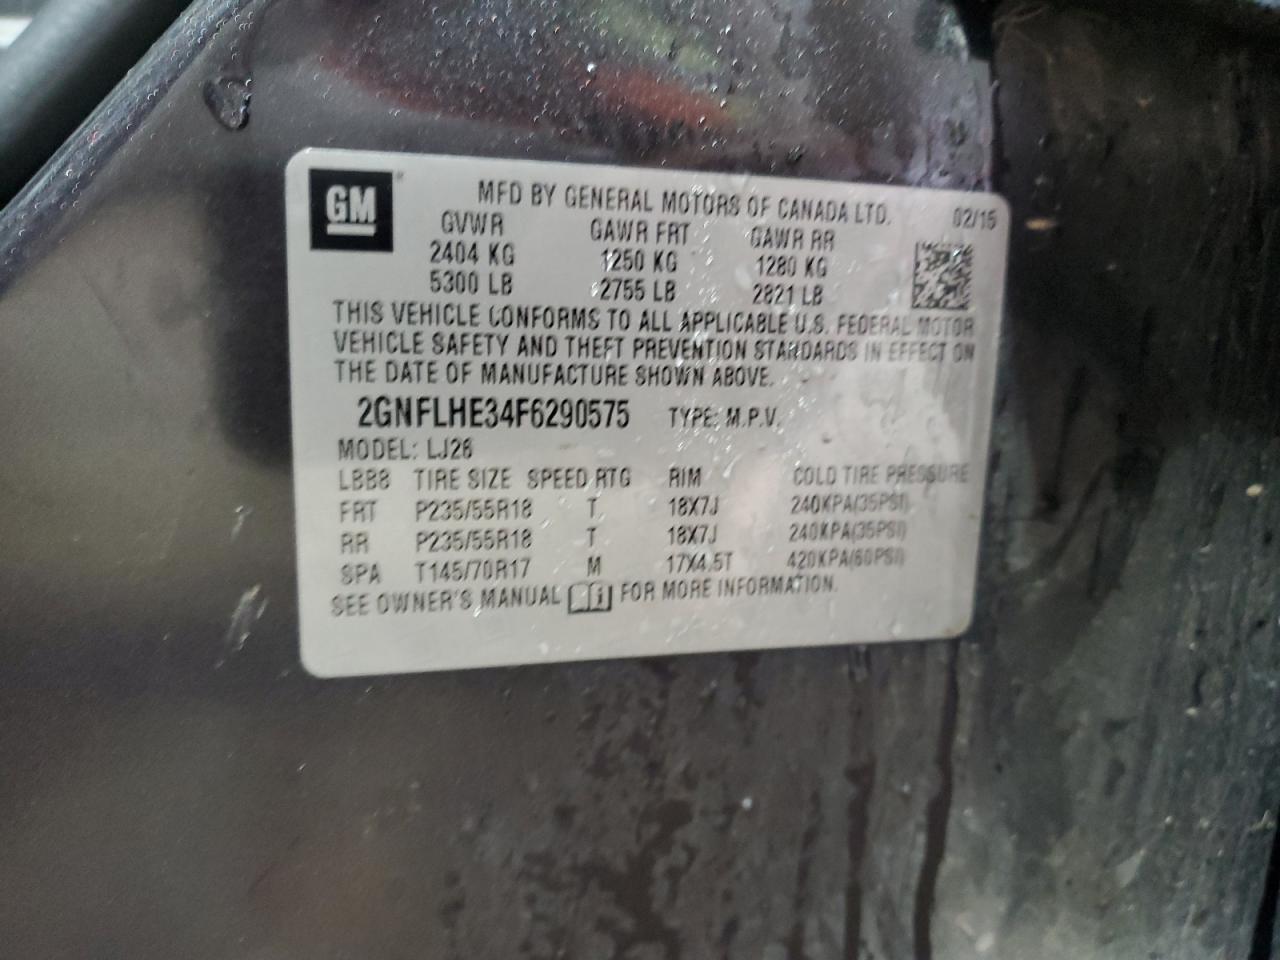 GM
MFD BY GENERAL MOTORS OF CANADA LTD. 02/15
GVWR GAWR FRT GAWR RR
2404 KG 1250 KG 1280 KG
5300 LB 2755 LB 2821 LB
THIS VEHICLE CONFORMS TO ALL APPLICABLE U.S. FEDERAL MOTOR
VEHICLE SAFETY AND THEFT PREVENTION STANDARDS IN EFFECT ON
THE DATE OF MANUFACTURE SHOWN ABOVE.
2GNFLHE34F6290575 TYPE: M.P.V.
MODEL: LJ26
LBB8 TIRE SIZE SPEED RTG RIM COLD TIRE PRESSURE
FRT P235/55R18 T 18X7J 240KPA(35PSI)
RR P235/55R18 T 18X7J 240KPA(35PSI)
SPA T145/70R17 M 17X4.5T 420KPA(60PSI)
SEE OWNER'S MANUAL FOR MORE INFORMATION.